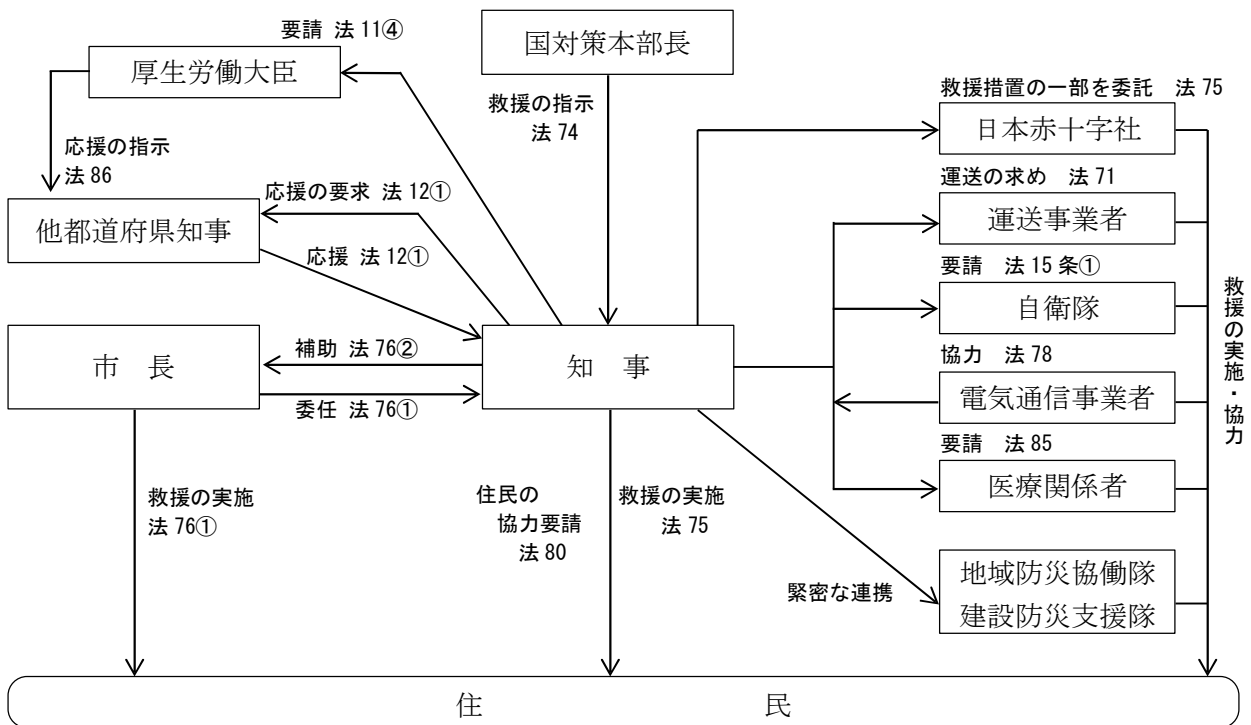 要請 法11④
国対策本部長
厚生労働大臣
救援の指示
法74
救援措置の一部を委託 法75
日本赤十字社
応援の指示
法86
応援の要求 法12①
運送の求め 法71
他都道府県知事
運送事業者
応援 法12①
要請 法15条①
自衛隊
市 長
補助 法76②
知 事
委任 法76①
協力 法78
電気通信事業者
要請 法85
医療関係者
救援の実施・協力
救援の実施
法76①
住民の
協力要請
法80
救援の実施
法75
緊密な連携
地域防災協働隊
建設防災支援隊
住 民